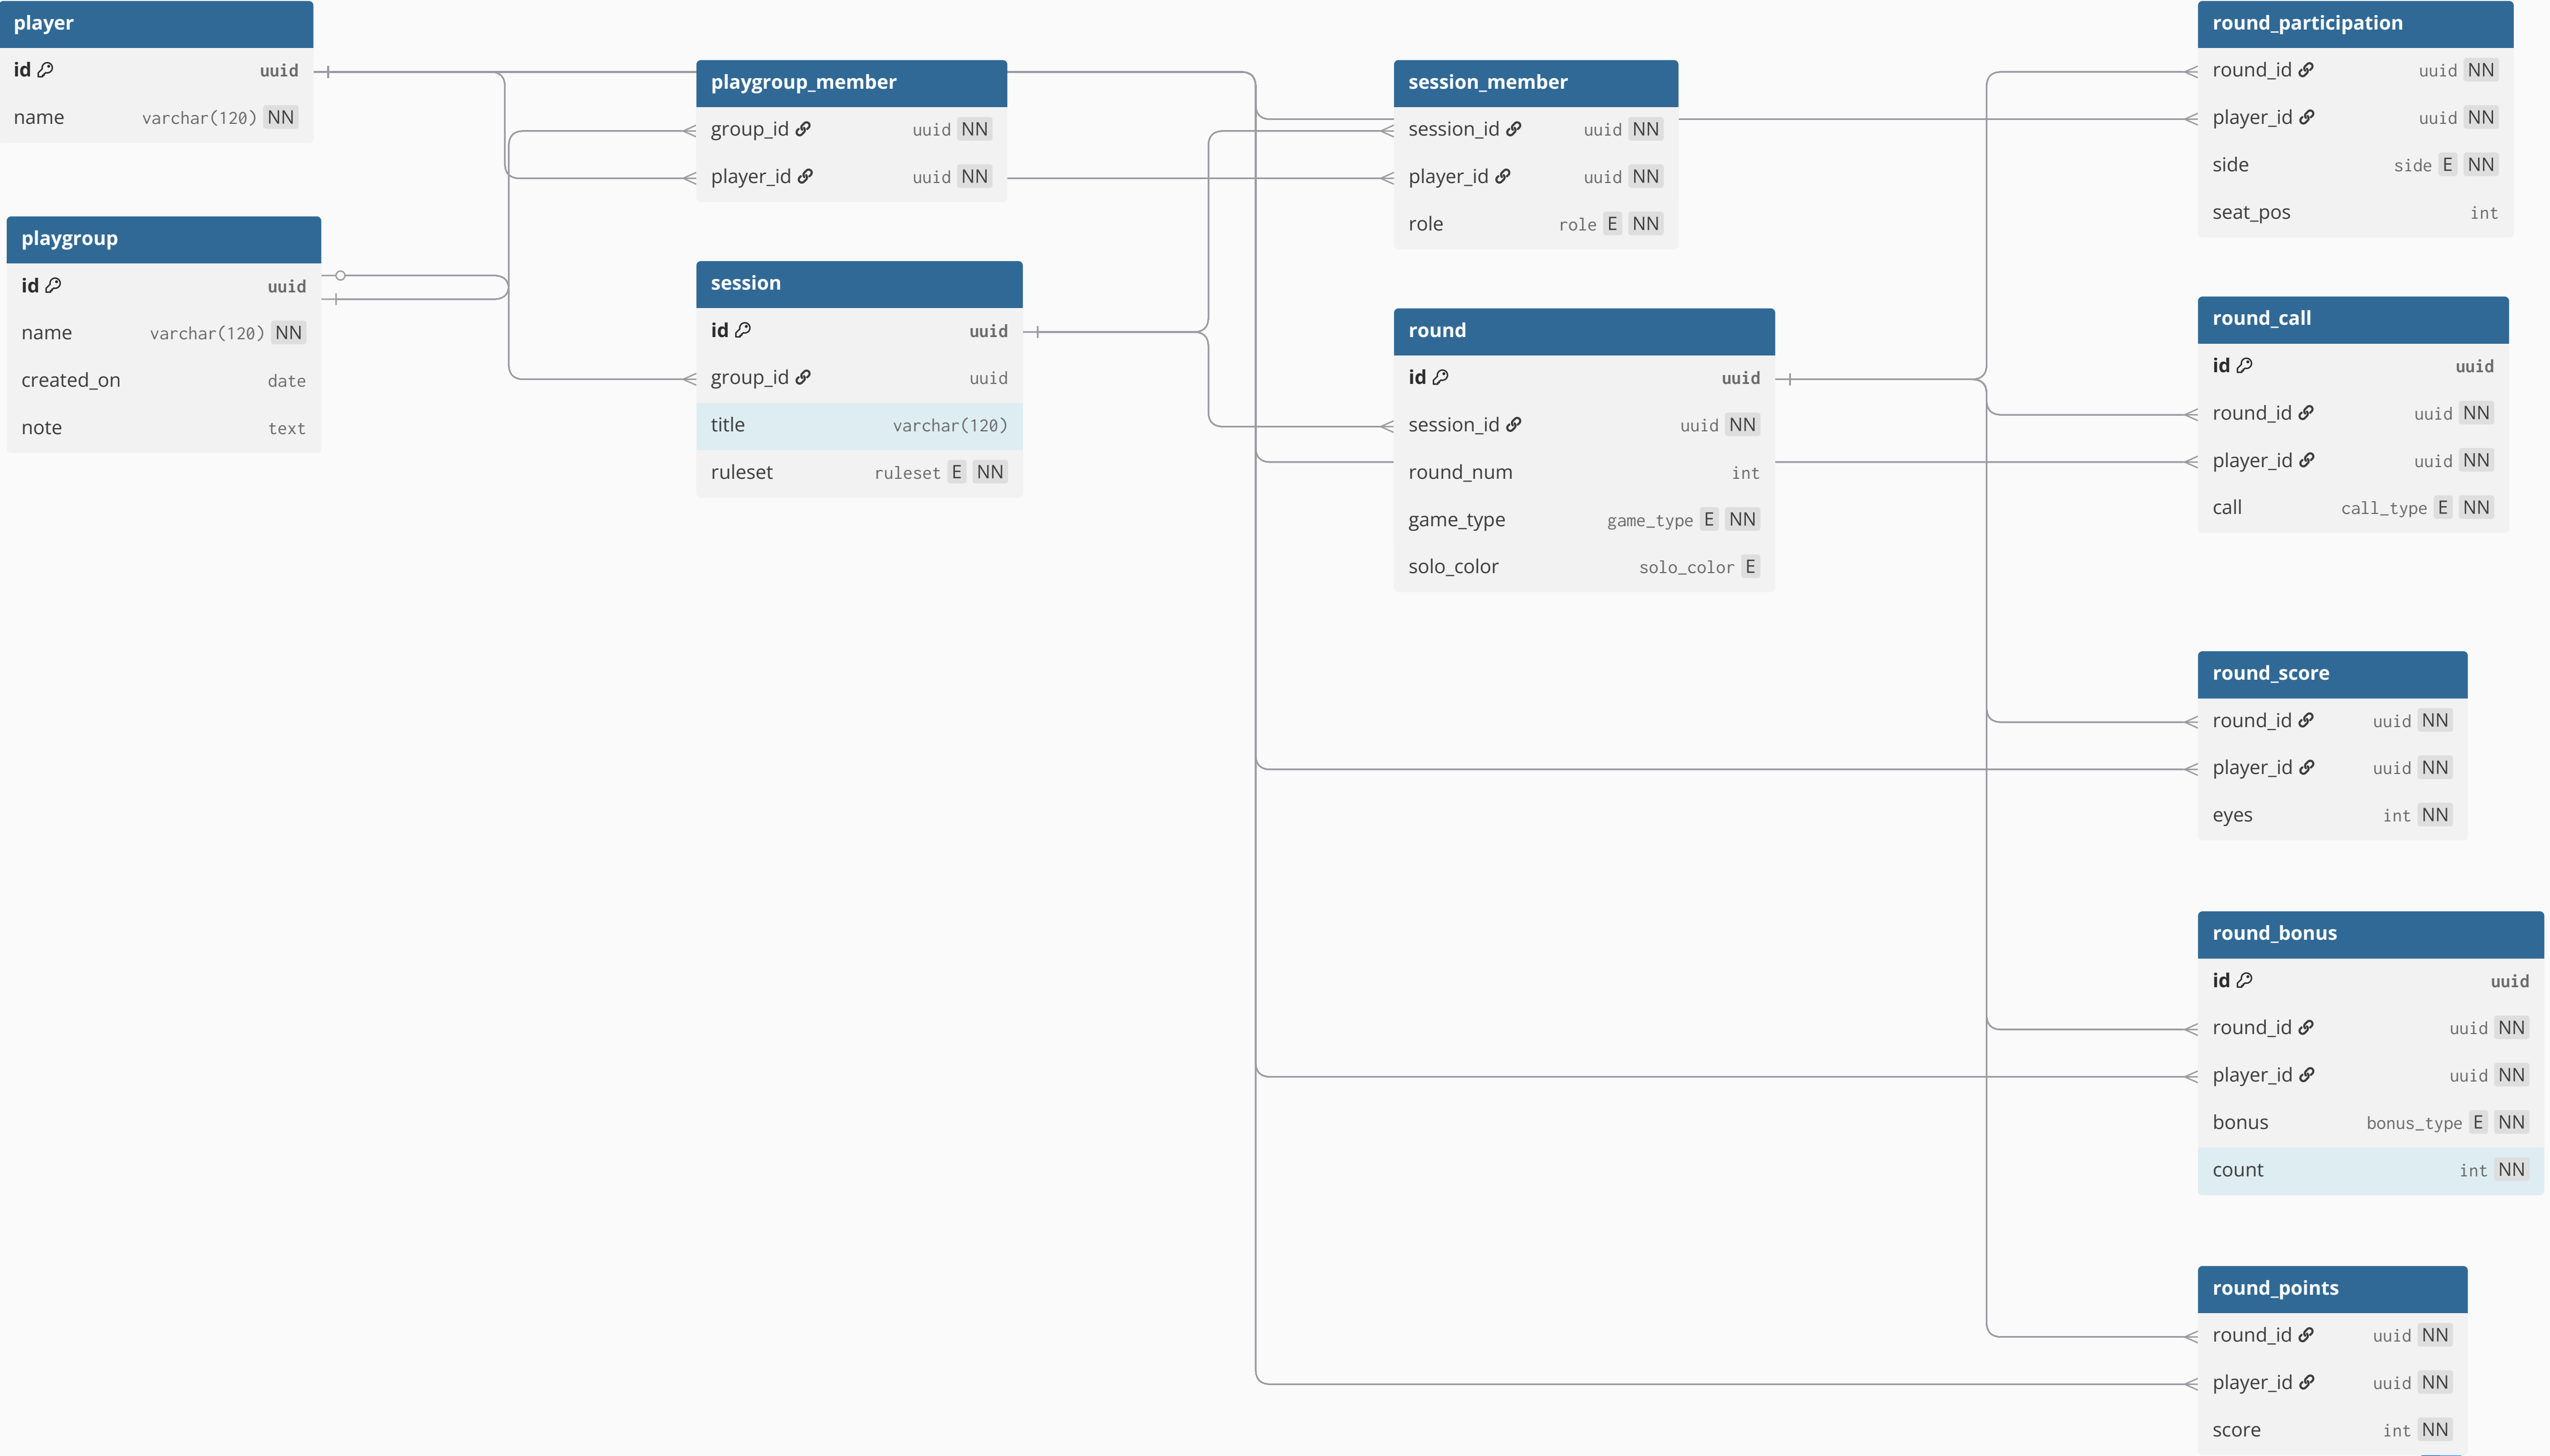 player
id uuid
name varchar(120) NN
playgroup
id uuid
name varchar(120) NN
created_on date
note text
playgroup_member
group_id uuid NN
player_id uuid NN
session
id uuid
group_id uuid
title varchar(120)
ruleset ruleset E NN
session_member
session_id uuid NN
player_id uuid NN
role role E NN
round
id uuid
session_id uuid NN
round_num int
game_type game_type E NN
solo_color solo_color E
round_participation
round_id uuid NN
player_id uuid NN
side side E NN
seat_pos int
round_call
id uuid
round_id uuid NN
player_id uuid NN
call call_type E NN
round_score
round_id uuid NN
player_id uuid NN
eyes int NN
round_bonus
id uuid
round_id uuid NN
player_id uuid NN
bonus bonus_type E NN
count int NN
round_points
round_id uuid NN
player_id uuid NN
score int NN